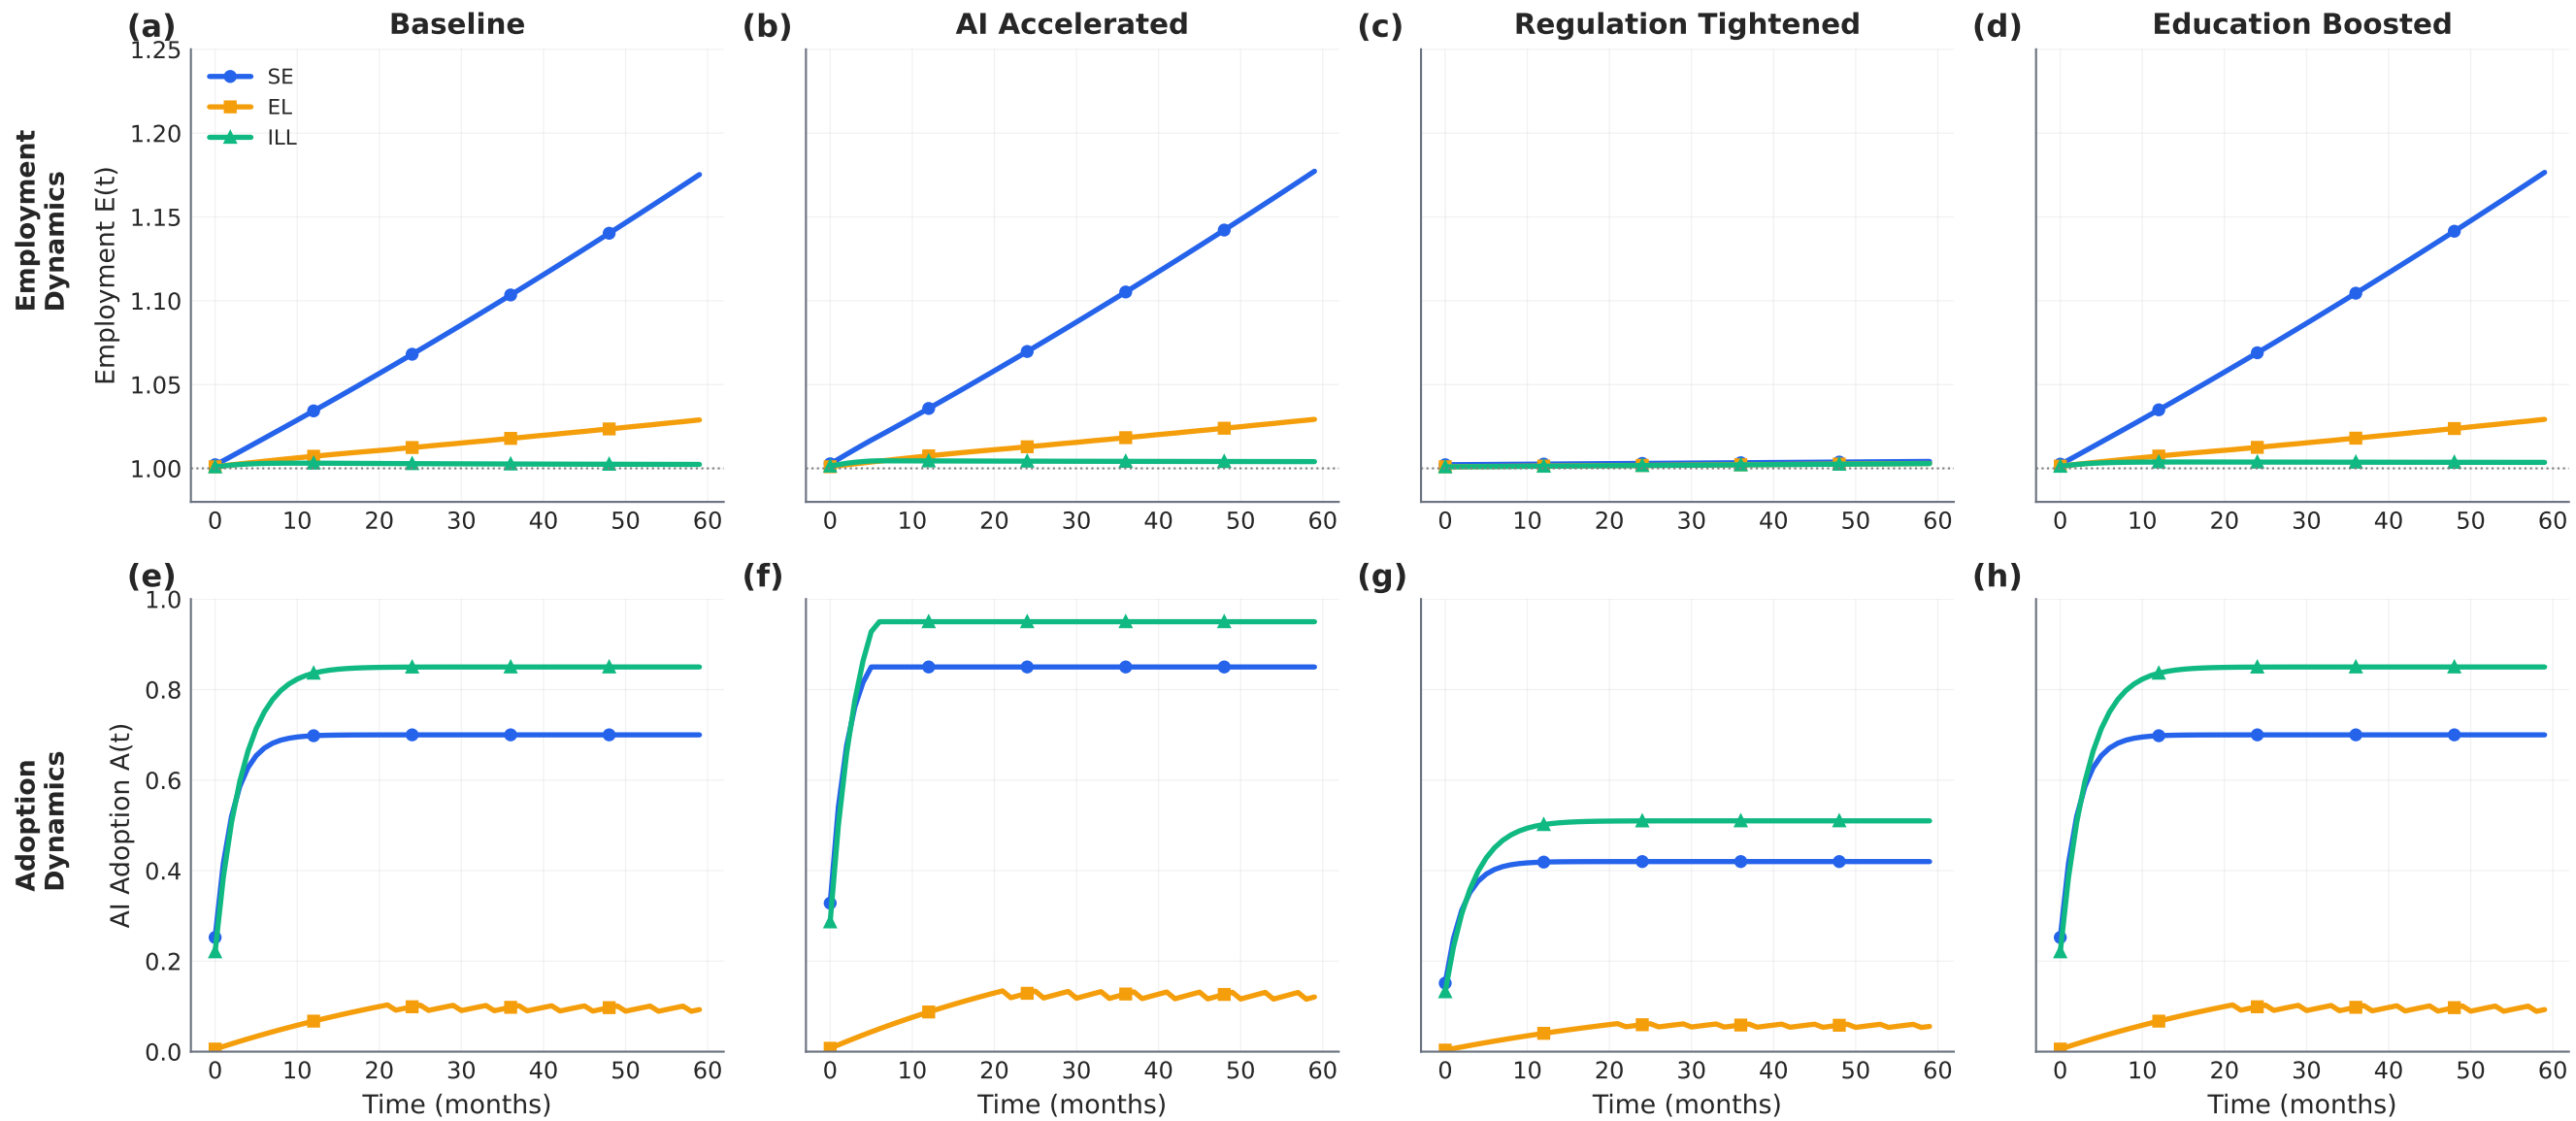 (a) Baseline
(b) AI Accelerated
(c) Regulation Tightened
(d) Education Boosted
Employment
Dynamics
Employment E(t)
1.25
1.20
1.15
1.10
1.05
1.00
SE
EL
ILL
0 10 20 30 40 50 60
0 10 20 30 40 50 60
0 10 20 30 40 50 60
0 10 20 30 40 50 60
(e)
(f)
(g)
(h)
Adoption
Dynamics
AI Adoption A(t)
1.0
0.8
0.6
0.4
0.2
0.0
0 10 20 30 40 50 60
0 10 20 30 40 50 60
0 10 20 30 40 50 60
0 10 20 30 40 50 60
Time (months)
Time (months)
Time (months)
Time (months)